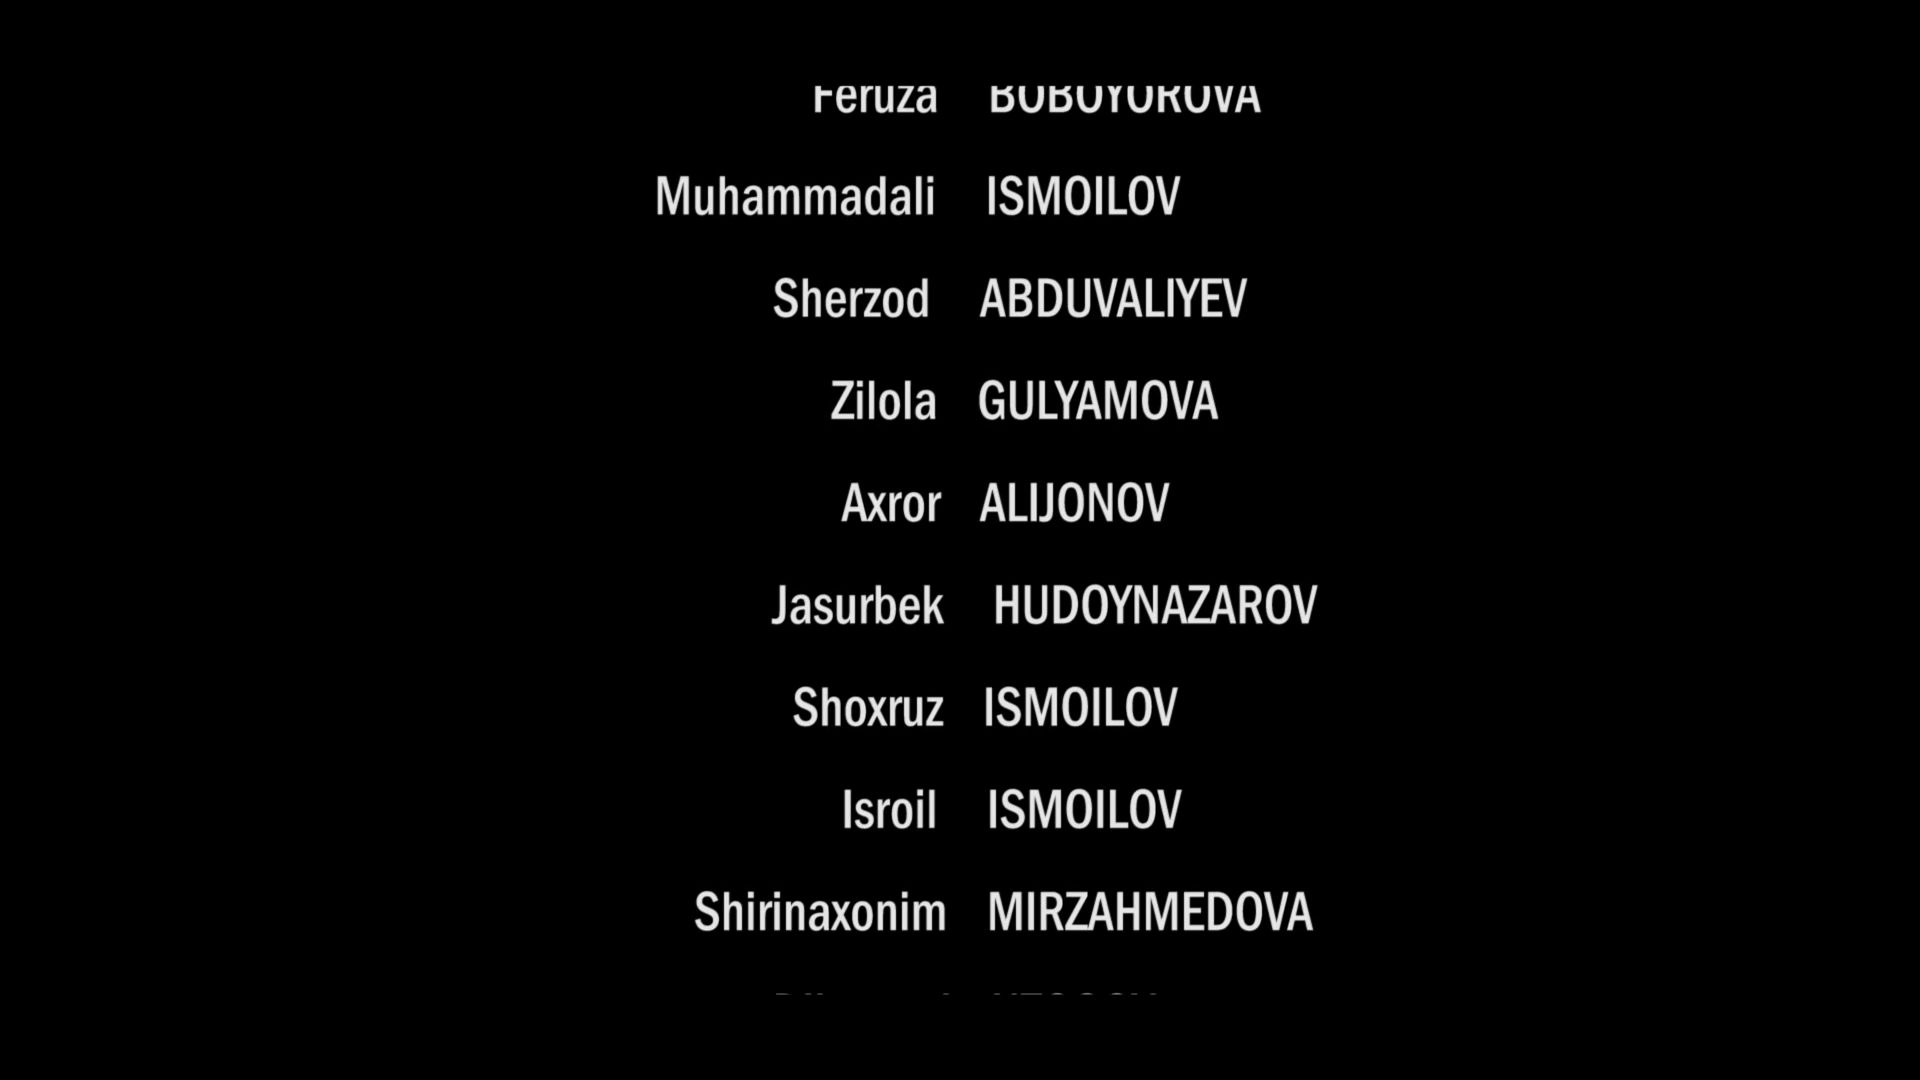 Feruza BOBOYOROVA
Muhammadali ISMOILOV
Sherzod ABDUVALIYEV
Zilola GULYAMOVA
Axror ALIJONOV
Jasurbek HUDOYNAZAROV
Shoxruz ISMOILOV
Isroil ISMOILOV
Shirinaxonim MIRZAHMEDOVA